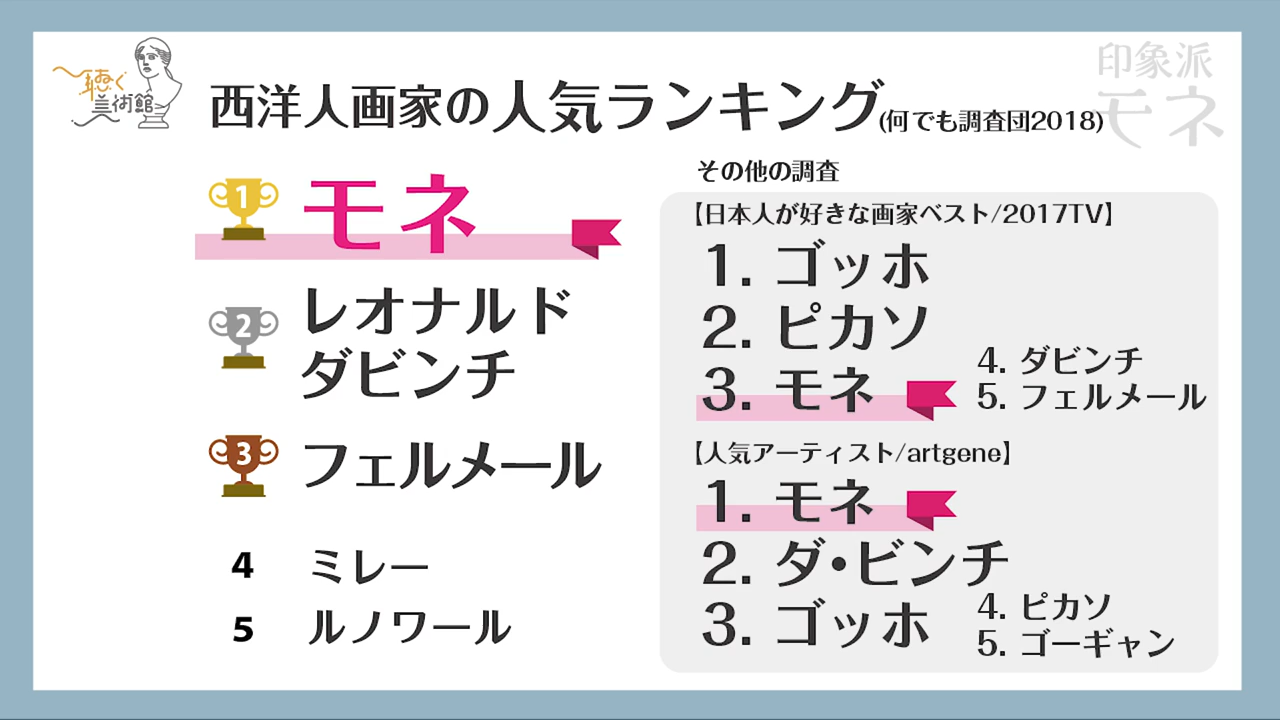 聴く
美術館
西洋人画家の人気ランキング(何でも調査団2018)
印象派
モネ
1 モネ
2 レオナルド
ダビンチ
3 フェルメール
4 ミレー
5 ルノワール
その他の調査
【日本人が好きな画家ベスト/2017TV】
1. ゴッホ
2. ピカソ
3. モネ
4. ダビンチ
5. フェルメール
【人気アーティスト/artgene】
1. モネ
2. ダ・ビンチ
3. ゴッホ
4. ピカソ
5. ゴーギャン